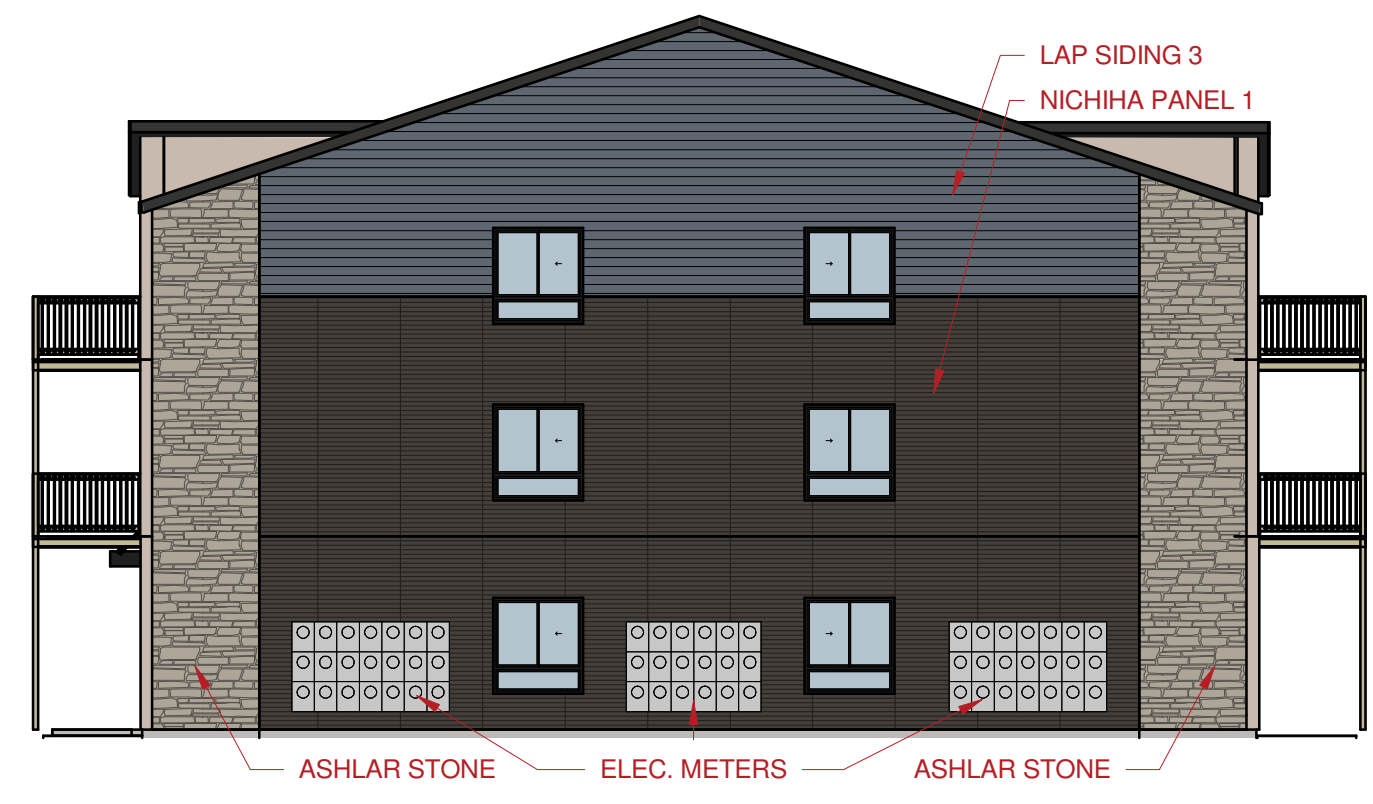 LAP SIDING 3
NICHIHA PANEL 1
ASHLAR STONE
ELEC. METERS
ASHLAR STONE